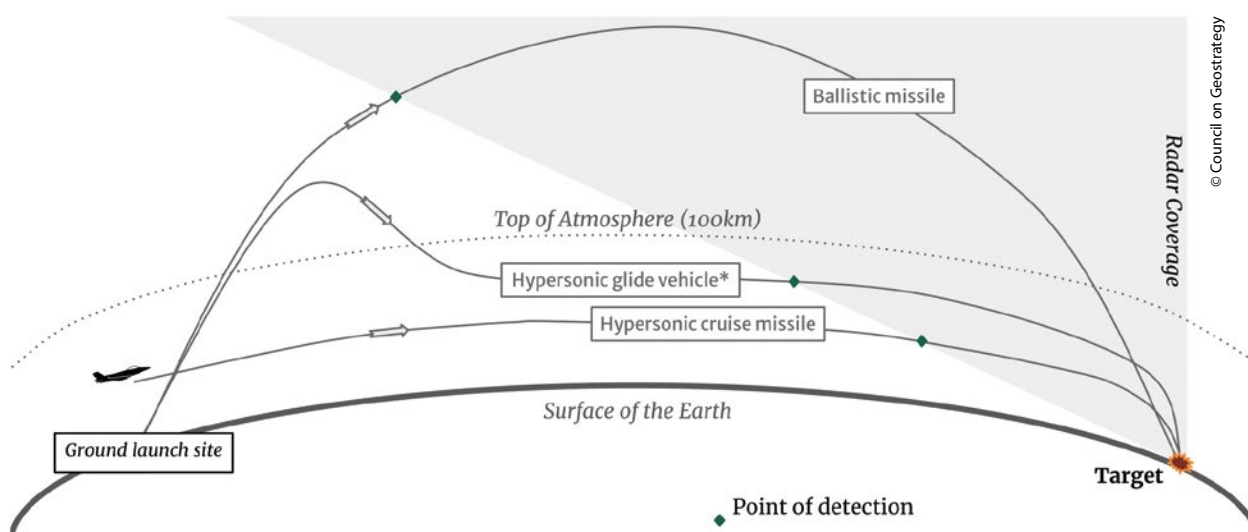 © Council on Geostrategy
Ballistic missile
Radar Coverage
Top of Atmosphere (100km)
Hypersonic glide vehicle*
Hypersonic cruise missile
Surface of the Earth
Ground launch site
Target
Point of detection